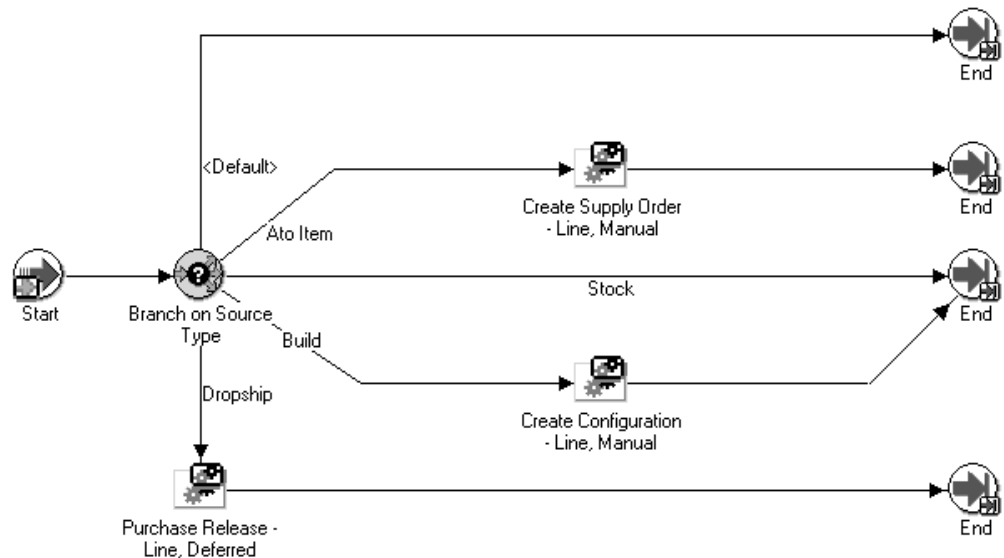 End
<Default>
Create Supply Order
- Line, Manual
End
Ato Item
Start
Branch on Source
Type
Stock
End
Build
Dropship
Create Configuration
- Line, Manual
Purchase Release -
Line, Deferred
End